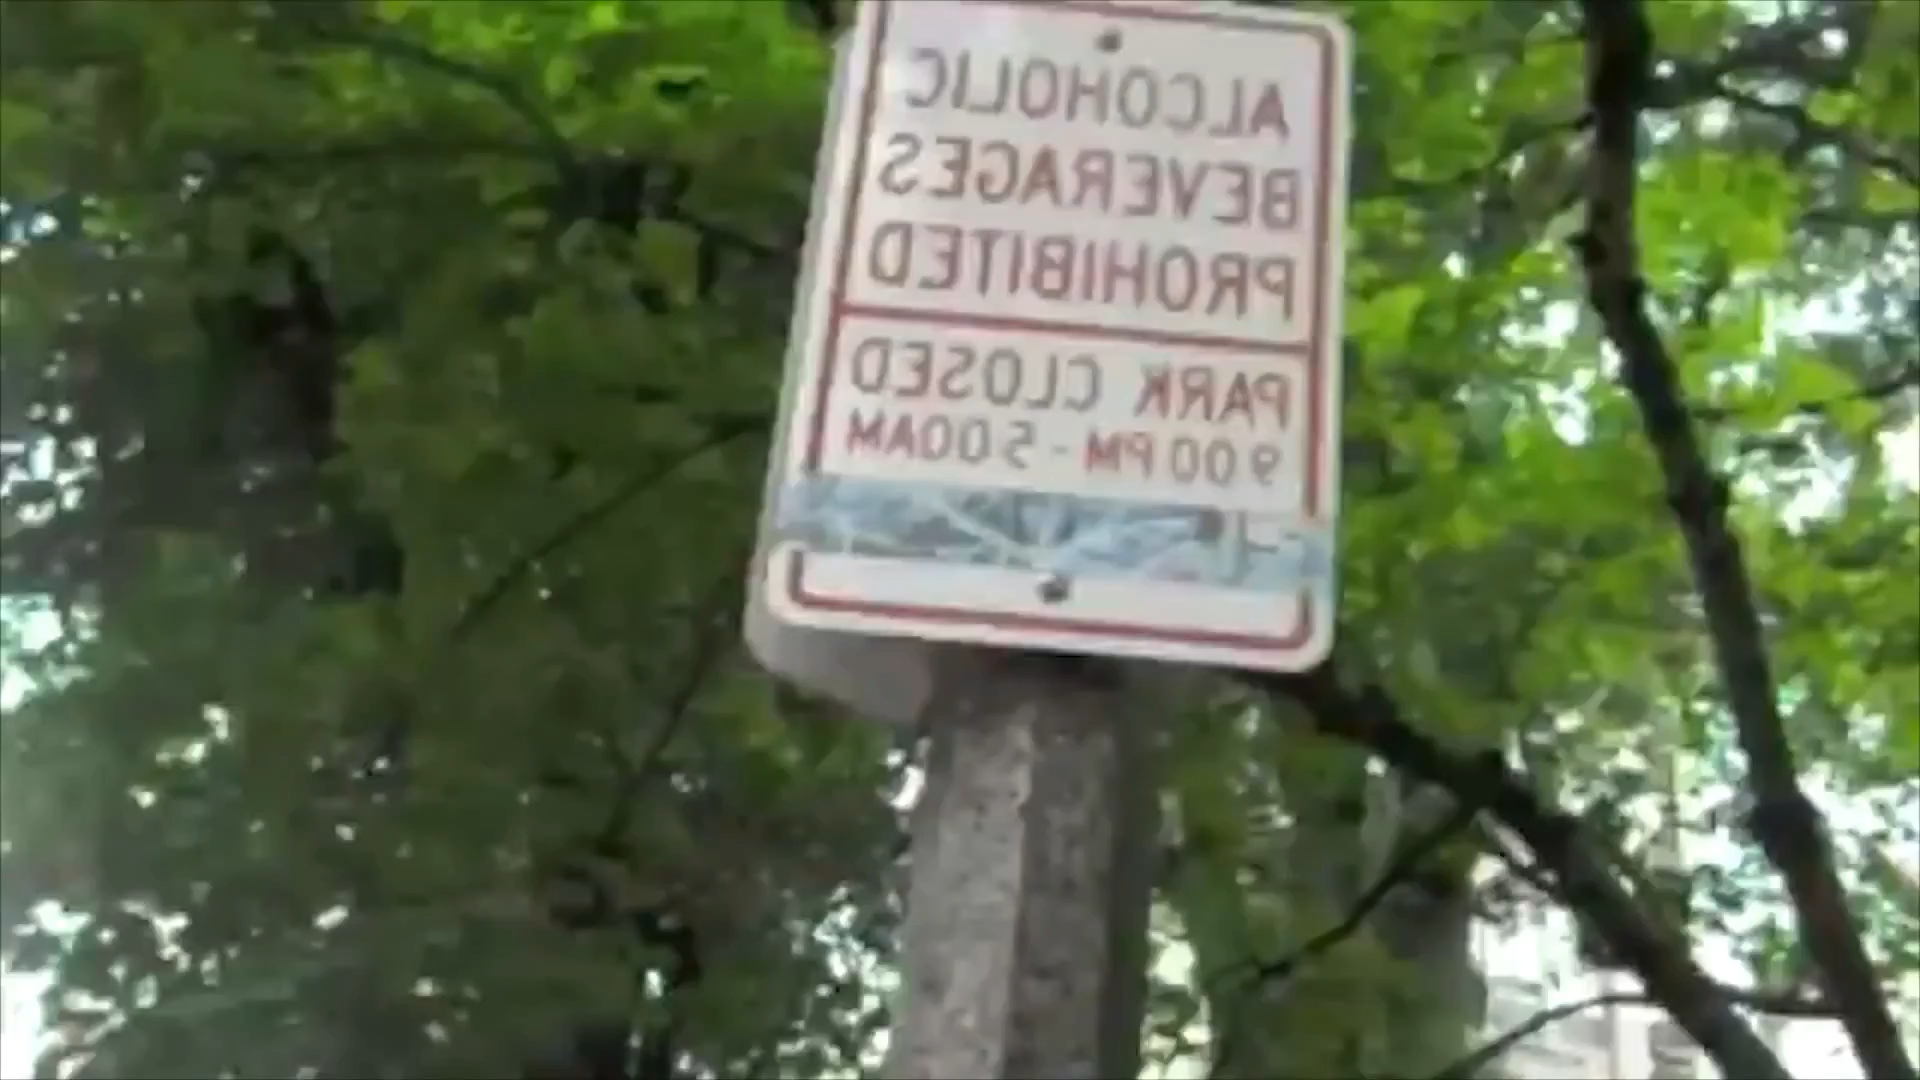 ALCOHOLIC
BEVERAGES
PROHIBITED
PARK CLOSED
9:00 PM - 5:00AM